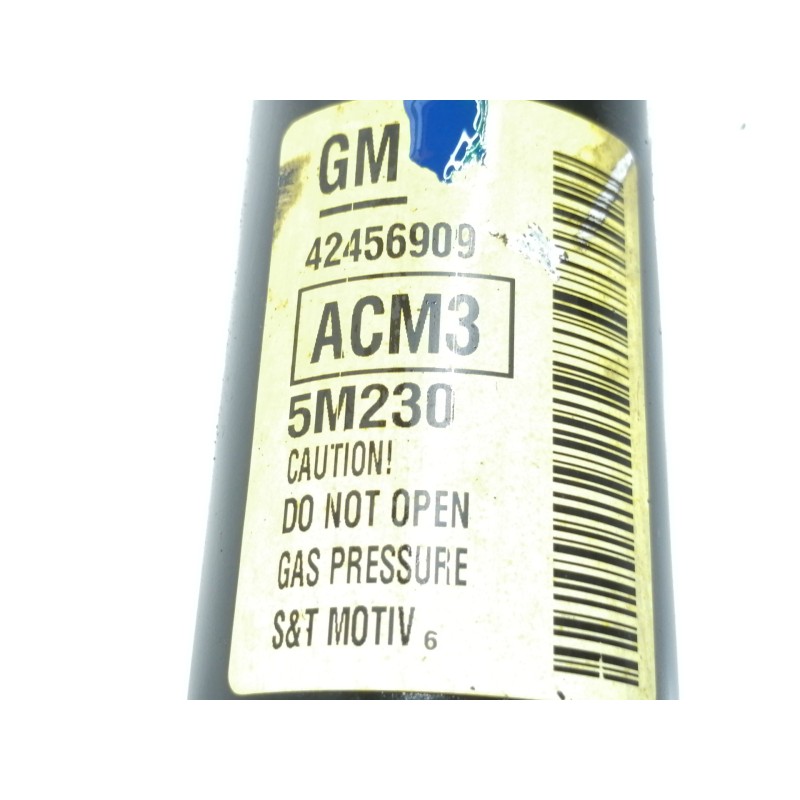 GM
42456909
ACM3
5M230
CAUTION!
DO NOT OPEN
GAS PRESSURE
S&T MOTIV 6